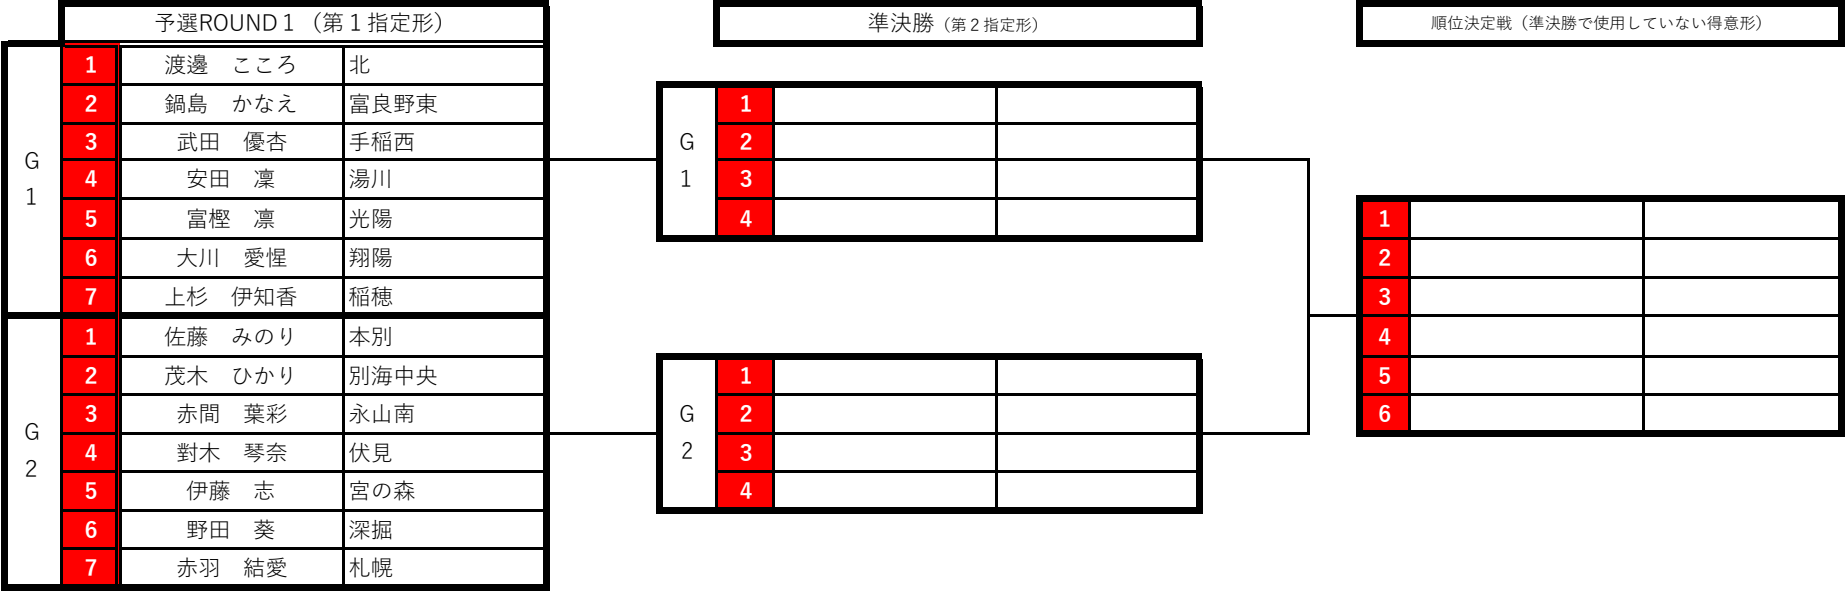 予選ROUND１（第１指定形）
G1
1 渡邊　こころ 北
2 鍋島　かなえ 富良野東
3 武田　優杏 手稲西
4 安田　凜 湯川
5 富樫　凛 光陽
6 大川　愛惺 翔陽
7 上杉　伊知香 稲穂
G2
1 佐藤　みのり 本別
2 茂木　ひかり 別海中央
3 赤間　葉彩 永山南
4 對木　琴奈 伏見
5 伊藤　志 宮の森
6 野田　葵 深掘
7 赤羽　結愛 札幌
準決勝（第２指定形）
G1
1
2
3
4
G2
1
2
3
4
順位決定戦（準決勝で使用していない得意形）
1
2
3
4
5
6